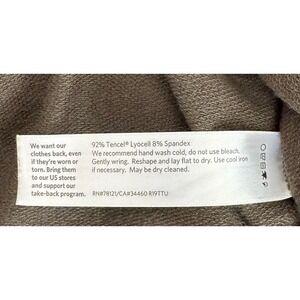 We want our
clothes back, even
if they're worn or
torn. Bring them
to our US stores
and support our
take-back program.
92% Tencel® Lyocell 8% Spandex
We recommend hand wash cold, do not use bleach.
Gently wring. Reshape and lay flat to dry. Use cool iron
if necessary. May be dry cleaned.
RN#78121/CA#34460 R19TTU